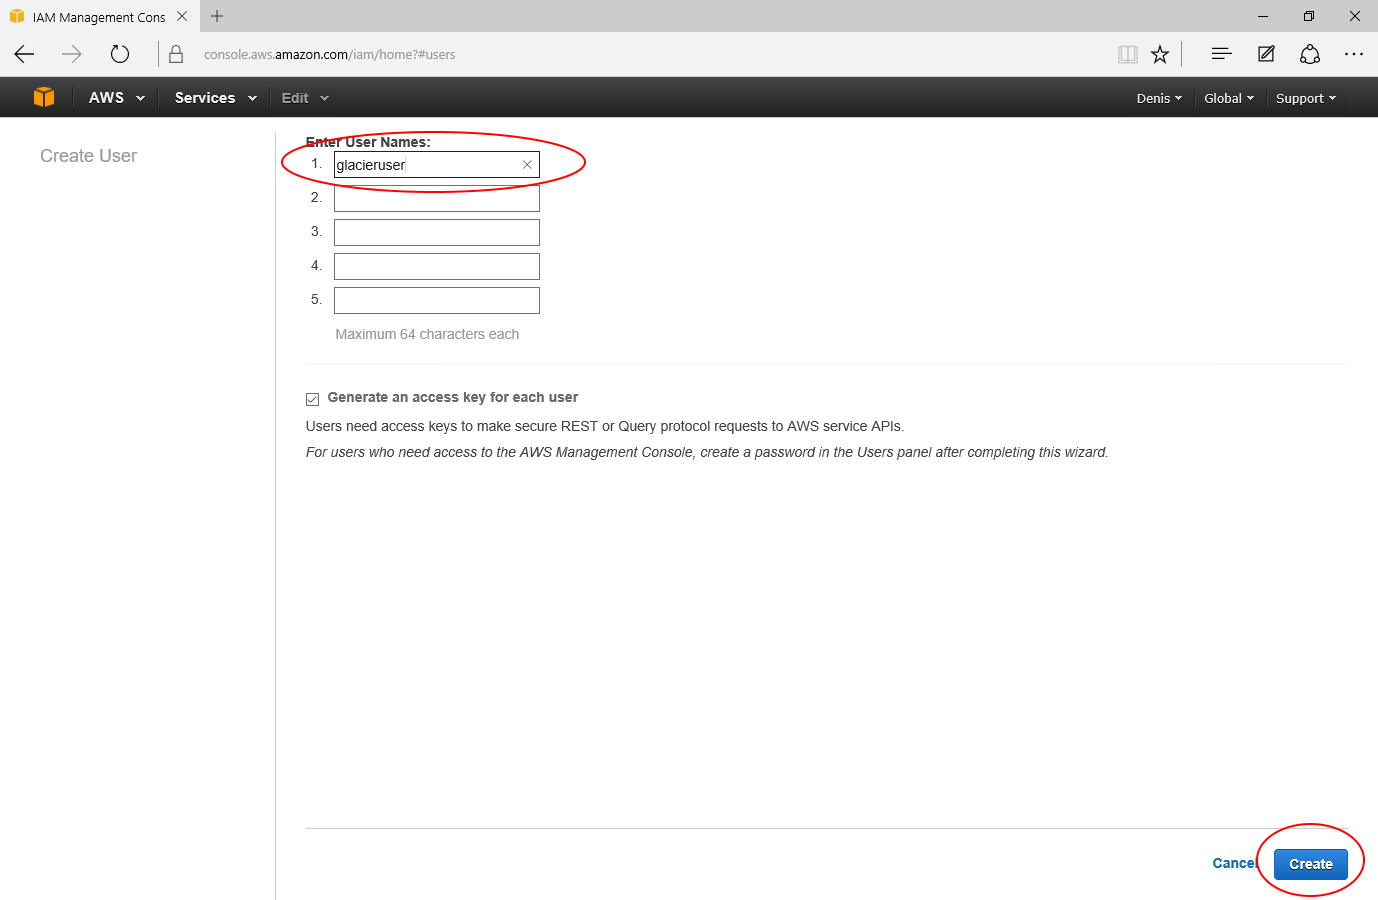 IAM Management Cons
console.aws.amazon.com/iam/home?#users
AWS Services Edit Denis Global Support
Create User
Enter User Names:
1. glacieruser
2.
3.
4.
5.
Maximum 64 characters each
Generate an access key for each user
Users need access keys to make secure REST or Query protocol requests to AWS service APIs.
For users who need access to the AWS Management Console, create a password in the Users panel after completing this wizard.
Cancel Create